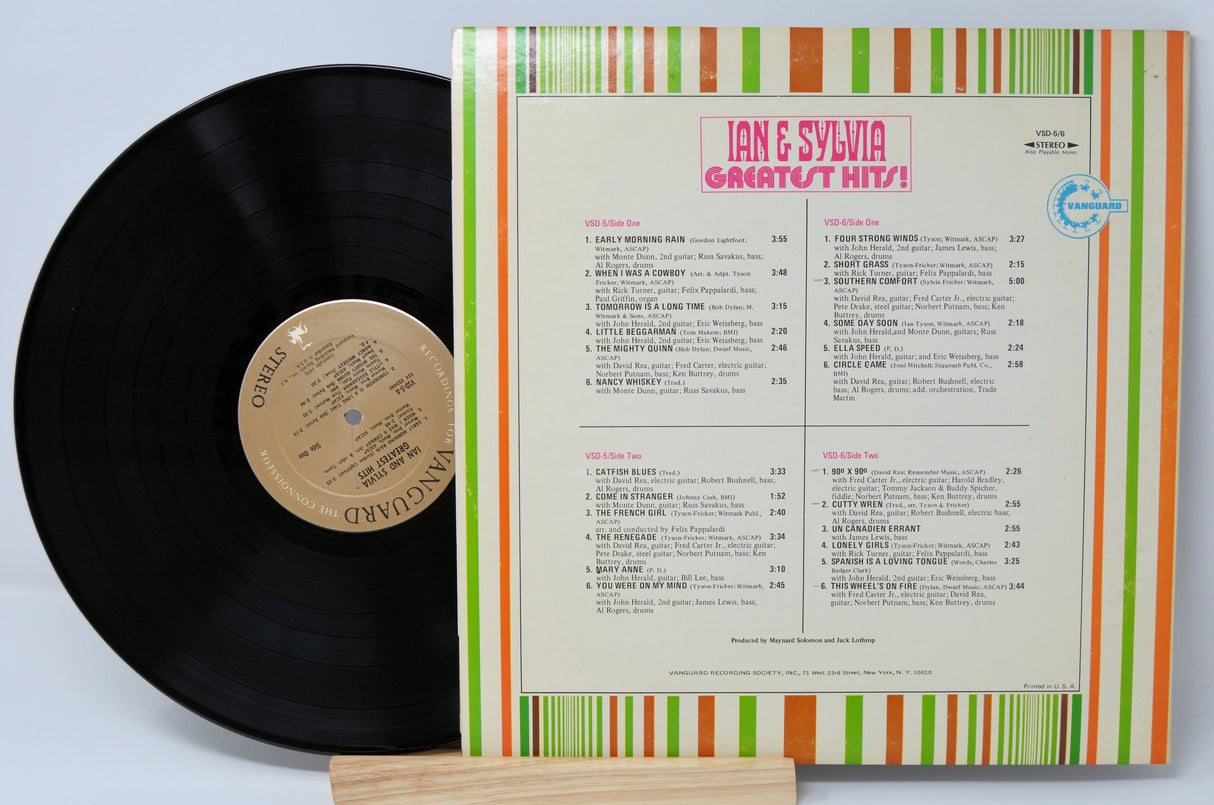 IAN & SYLVIA
GREATEST HITS!
VSD-5/6
STEREO
Also Playable Mono
VANGUARD
VSD-5/Side One
1. EARLY MORNING RAIN (Gordon Lightfoot; 3:55
Witmark, ASCAP)
with Monte Dunn, 2nd guitar; Russ Savakus, bass;
Al Rogers, drums
2. WHEN I WAS A COWBOY (Arr. & Adpt. Tyson 3:48
Fricker; Witmark, ASCAP)
with Rick Turner, guitar; Felix Pappalardi, bass;
Paul Griffin, organ
3. TOMORROW IS A LONG TIME (Bob Dylan; M. 3:15
Witmark & Sons, ASCAP)
with John Herald, 2nd guitar; Eric Weissberg, bass
4. LITTLE BEGGARMAN (Tom Makem; BMI) 2:20
5. THE MIGHTY QUINN (Bob Dylan; Dwarf Music, 2:46
ASCAP)
with David Rea, guitar; Fred Carter, electric guitar;
Norbert Putnam, bass; Ken Buttrey, drums
6. NANCY WHISKEY (Trad.) 2:35
with Monte Dunn, guitar; Russ Savakus, bass
VSD-6/Side One
1. FOUR STRONG WINDS (Tyson; Witmark, ASCAP) 3:27
with John Herald, 2nd guitar; James Lewis, bass;
Al Rogers, drums
2. SHORT GRASS (Tyson-Fricker; Witmark, ASCAP) 2:15
with Rick Turner, guitar; Felix Pappalardi, bass
3. SOUTHERN COMFORT (Sylvia Fricker; Witmark, 5:00
ASCAP)
with David Rea, guitar; Fred Carter Jr., electric guitar;
Pete Drake, steel guitar; Norbert Putnam, bass; Ken
Buttrey, drums
4. SOME DAY SOON (Ian Tyson, Witmark, ASCAP) 2:18
with John Herald,and Monte Dunn, guitars; Russ
Savakus, bass
5. ELLA SPEED (P. D.) 2:24
with John Herald, guitar; and Eric Weissberg, bass
6. CIRCLE GAME (Joni Mitchell; Siquomb Publ. Co., 2:58
BMI)
with David Rea, guitar; Robert Bushnell, electric
bass; Al Rogers, drums; add. orchestration, Trade
Martin
VSD-5/Side Two
1. CATFISH BLUES (Trad.) 3:33
with David Rea, electric guitar; Robert Bushnell, bass;
Al Rogers, drums
2. COME IN STRANGER (Johnny Cash, BMI) 1:52
with Monte Dunn, guitar; Russ Savakus, bass
3. THE FRENCH GIRL (Tyson-Fricker; Witmark Publ., 2:40
ASCAP)
arr. and conducted by Felix Pappalardi
4. THE RENEGADE (Tyson-Fricker; Witmark, ASCAP) 3:34
with David Rea, guitar; Fred Carter Jr., electric guitar;
Pete Drake, steel guitar; Norbert Putnam, bass; Ken
Buttrey, drums
5. MARY ANNE (P. D.) 3:10
with John Herald, guitar; Bill Lee, bass
6. YOU WERE ON MY MIND (Tyson-Fricker; Witmark, 2:45
ASCAP)
with John Herald, 2nd guitar; James Lewis, bass;
Al Rogers, drums
VSD-6/Side Two
1. 90º X 90º (David Rea; Remember Music, ASCAP) 2:26
with Fred Carter Jr., electric guitar; Harold Bradley,
electric guitar; Tommy Jackson & Buddy Spicher,
fiddle; Norbert Putnam, bass; Ken Buttrey, drums
2. CUTTY WREN (Trad., arr. Tyson & Fricker) 2:55
with David Rea, guitar; Robert Bushnell, electric bass;
Al Rogers, drums
3. UN CANADIEN ERRANT 2:55
with James Lewis, bass
4. LONELY GIRLS (Tyson-Fricker; Witmark, ASCAP) 2:43
with Rick Turner, guitar; Felix Pappalardi, bass
5. SPANISH IS A LOVING TONGUE (Words, Charles 3:25
Badger Clark)
with John Herald, 2nd guitar; Eric Weissberg, bass
6. THIS WHEEL'S ON FIRE (Dylan, Dwarf Music; ASCAP) 3:44
with Fred Carter Jr., electric guitar; David Rea,
guitar; Norbert Putnam, bass; Ken Buttrey, drums
Produced by Maynard Solomon and Jack Lothrop
VANGUARD RECORDING SOCIETY, INC., 71 West 23rd Street, New York, N. Y. 10010
Printed in U. S. A.
VANGUARD
RECORDINGS FOR THE CONNOISSEUR
STEREO
IAN AND SYLVIA -
GREATEST HITS
VSD-5 A
Side One